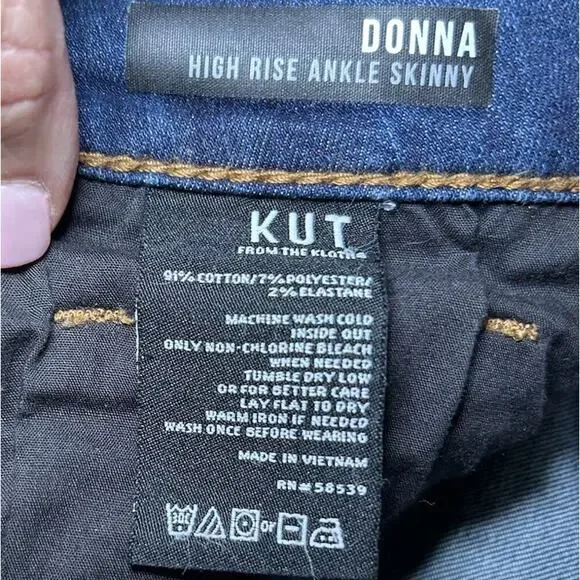 DONNA
HIGH RISE ANKLE SKINNY
KUT
FROM THE KLOTH®
91% COTTON/7% POLYESTER/
2% ELASTANE
MACHINE WASH COLD
INSIDE OUT
ONLY NON-CHLORINE BLEACH
WHEN NEEDED
TUMBLE DRY LOW
OR FOR BETTER CARE
LAY FLAT TO DRY
WARM IRON IF NEEDED
WASH ONCE BEFORE WEARING
MADE IN VIETNAM
RN# 58539
30C or